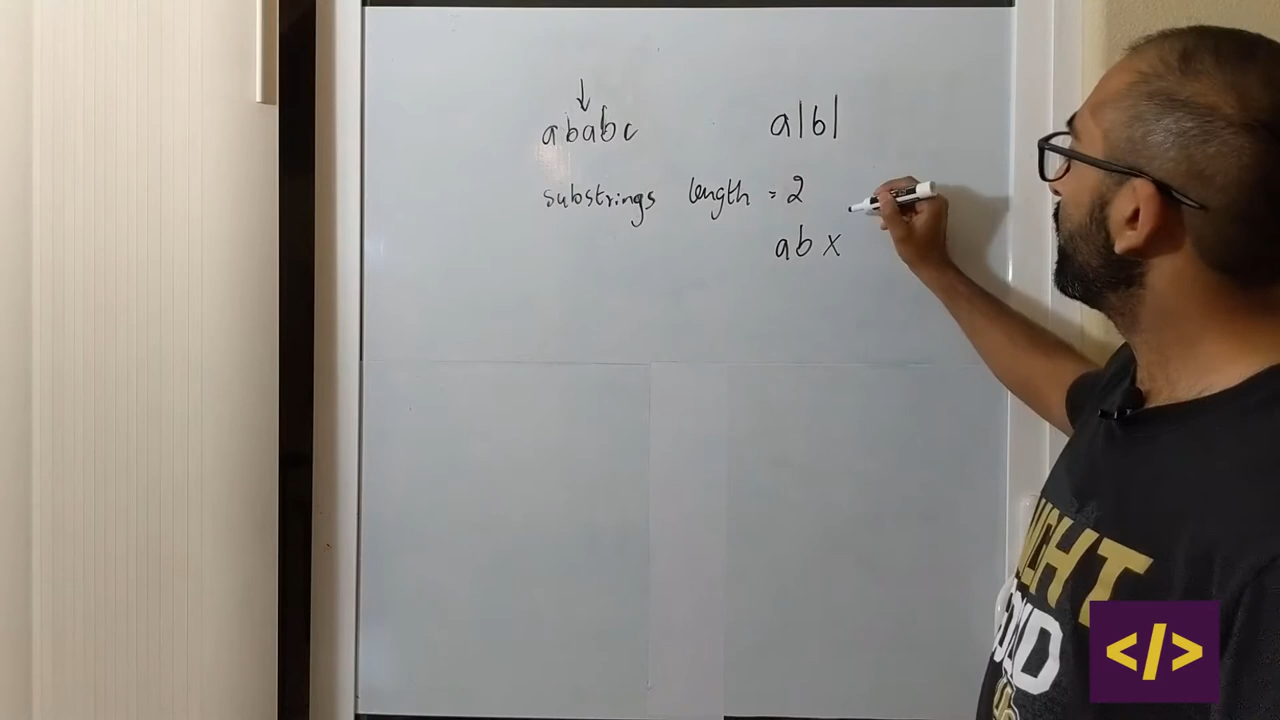 ↓
ababc a|b|
substrings length = 2
ab x
</>